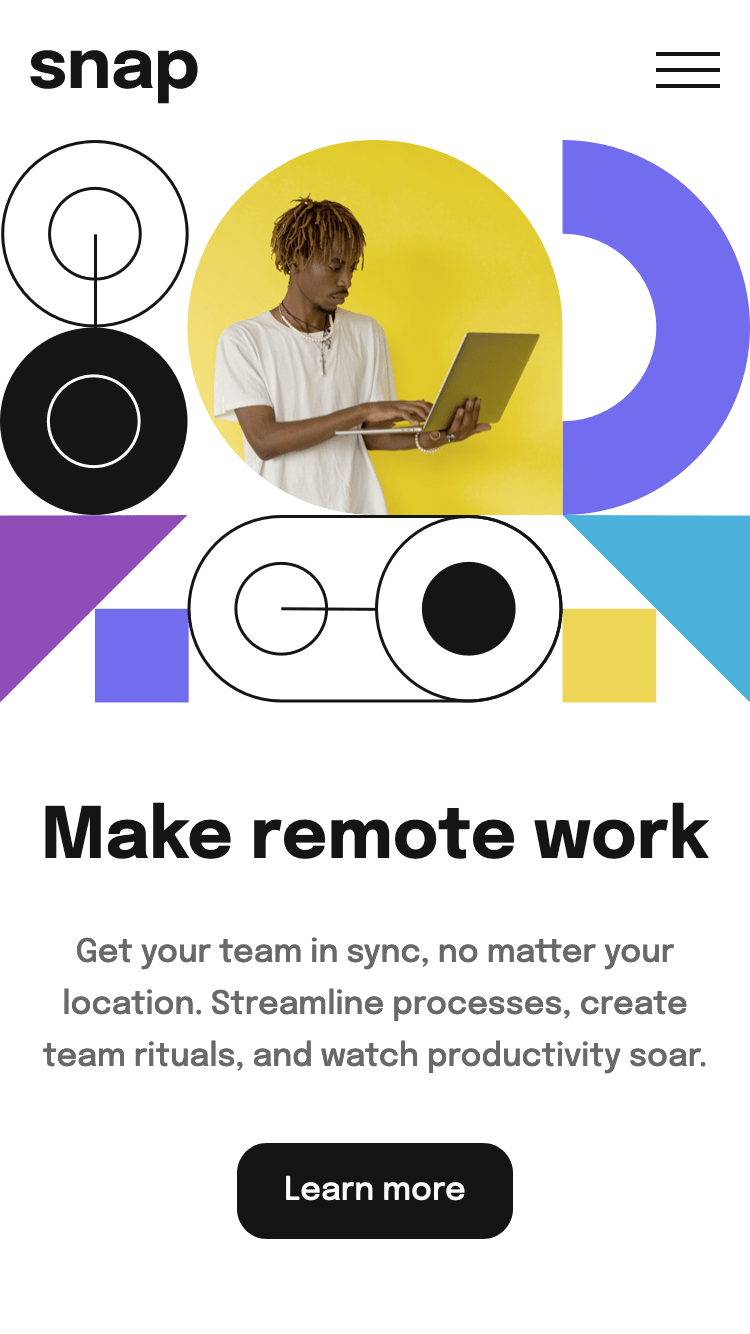 snap
Make remote work
Get your team in sync, no matter your
location. Streamline processes, create
team rituals, and watch productivity soar.
Learn more